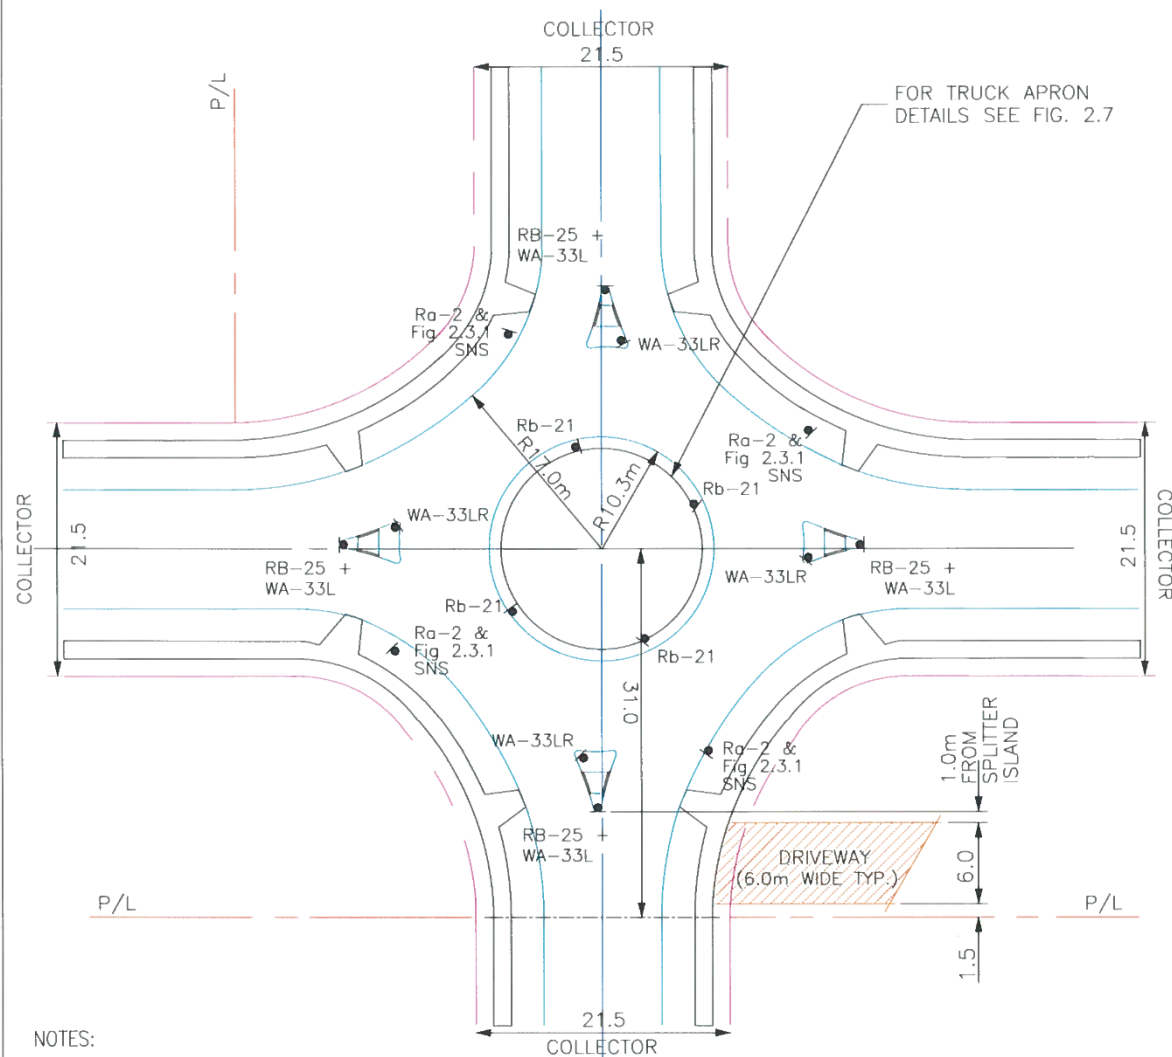 COLLECTOR
21.5
P/L
FOR TRUCK APRON
DETAILS SEE FIG. 2.7
RB-25 +
WA-33L
Ra-2 &
Fig 2.3.1
SNS
WA-33LR
Rb-21
R17.0m
R10.3m
Ra-2 &
Fig 2.3.1
SNS
Rb-21
COLLECTOR
21.5
WA-33LR
RB-25 +
WA-33L
WA-33LR
RB-25 +
WA-33L
21.5
COLLECTOR
Rb-21
Ra-2 &
Fig 2.3.1
SNS
Rb-21
31.0
WA-33LR
Ra-2 &
Fig 2.3.1
SNS
1.0m
FROM
SPLITTER
ISLAND
RB-25 +
WA-33L
DRIVEWAY
(6.0m WIDE TYP.)
6.0
P/L
P/L
1.5
21.5
COLLECTOR
NOTES: